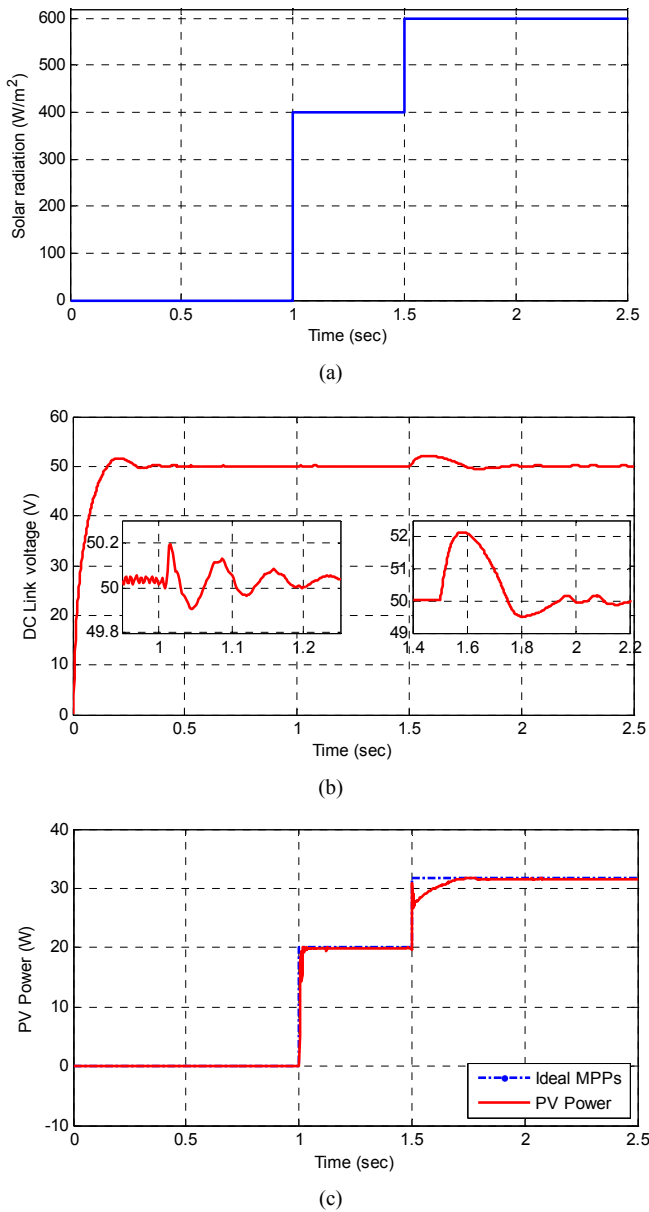 600
500
400
300
200
100
0
Solar radiation (W/m²)
0 0.5 1 1.5 2 2.5
Time (sec)
(a)
60
50
40
30
20
10
0
DC Link voltage (V)
50.2
50
49.8
1 1.1 1.2
52
51
50
49
1.4 1.6 1.8 2 2.2
0 0.5 1 1.5 2 2.5
Time (sec)
(b)
40
30
20
10
0
-10
PV Power (W)
Ideal MPPs
PV Power
0 0.5 1 1.5 2 2.5
Time (sec)
(c)